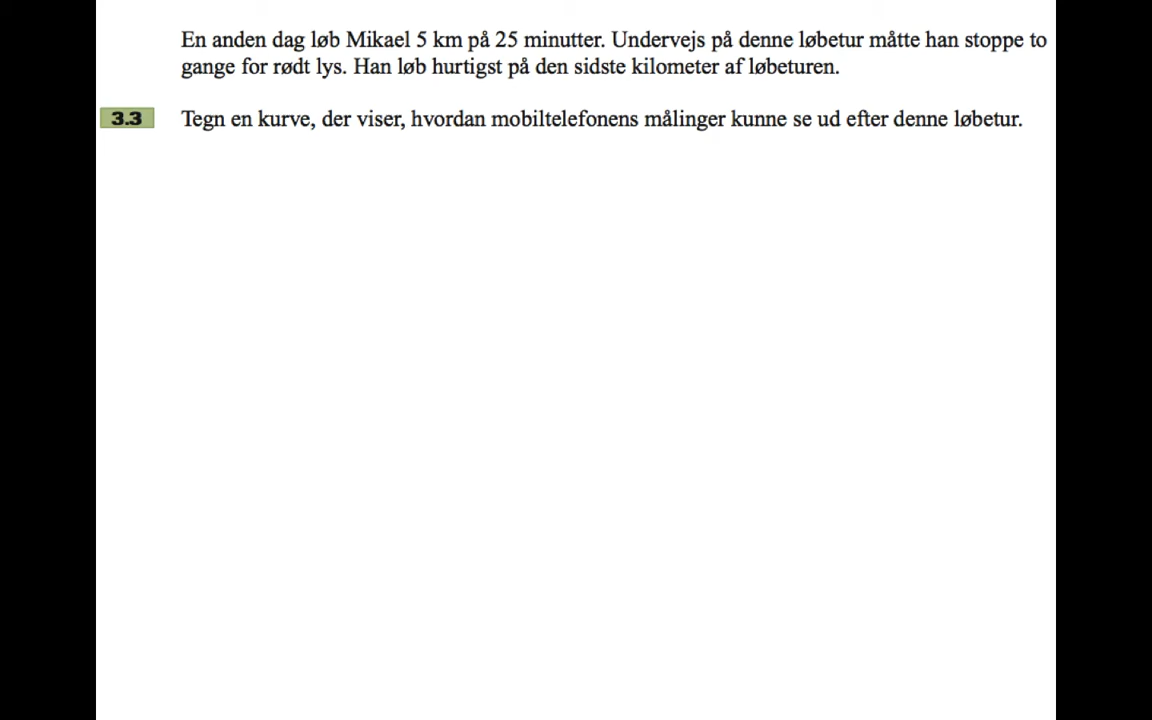 En anden dag løb Mikael 5 km på 25 minutter. Undervejs på denne løbetur måtte han stoppe to
gange for rødt lys. Han løb hurtigst på den sidste kilometer af løbeturen.
3.3 Tegn en kurve, der viser, hvordan mobiltelefonens målinger kunne se ud efter denne løbetur.